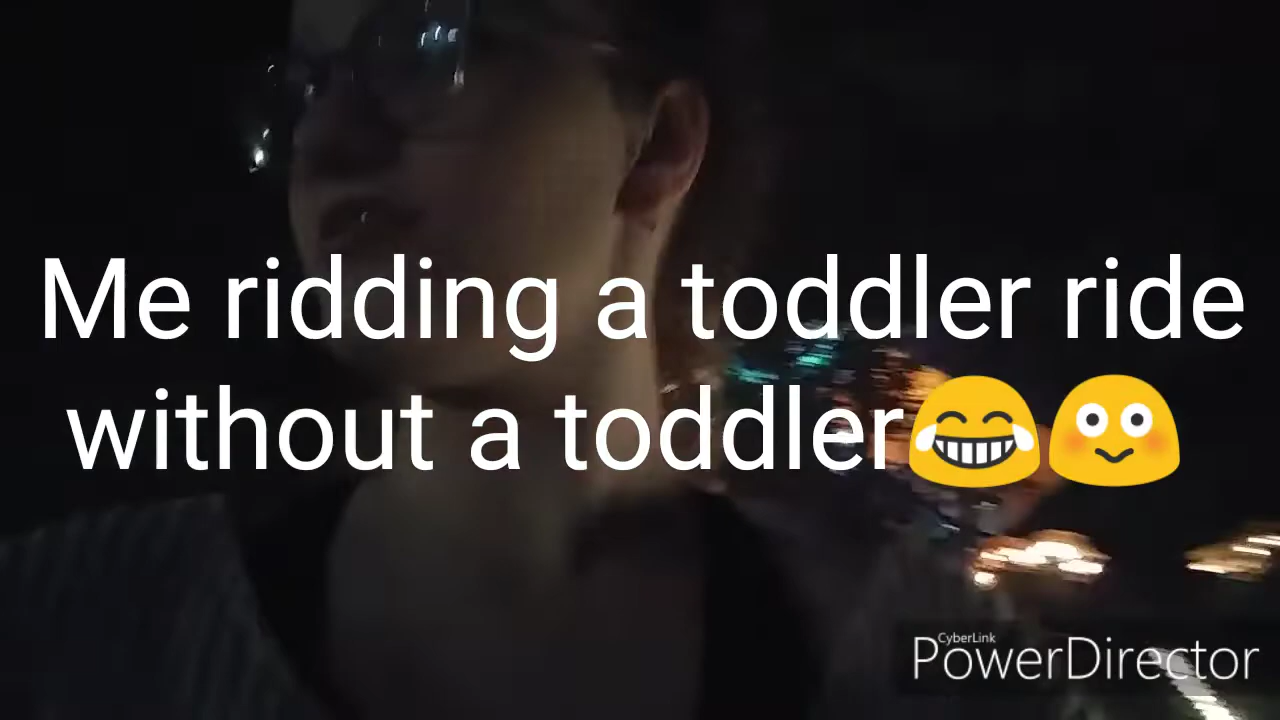 Me ridding a toddler ride
without a toddler😂😳
CyberLink
PowerDirector